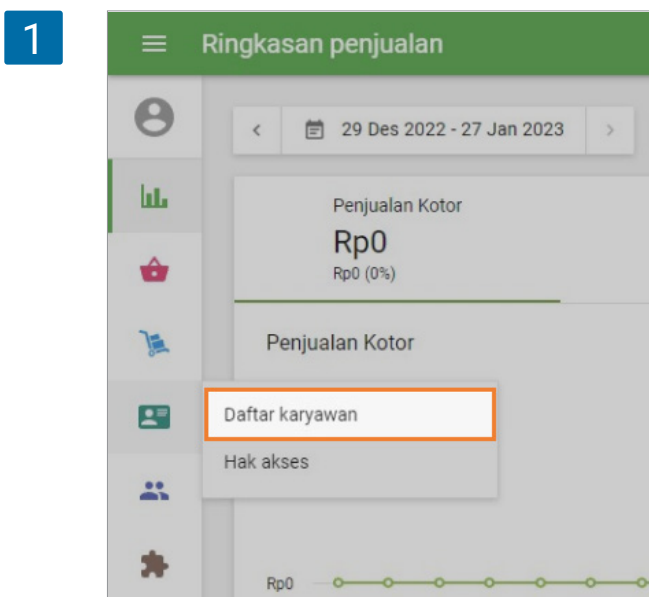 1
Ringkasan penjualan
29 Des 2022 - 27 Jan 2023
Penjualan Kotor
Rp0
Rp0 (0%)
Penjualan Kotor
Daftar karyawan
Hak akses
Rp0